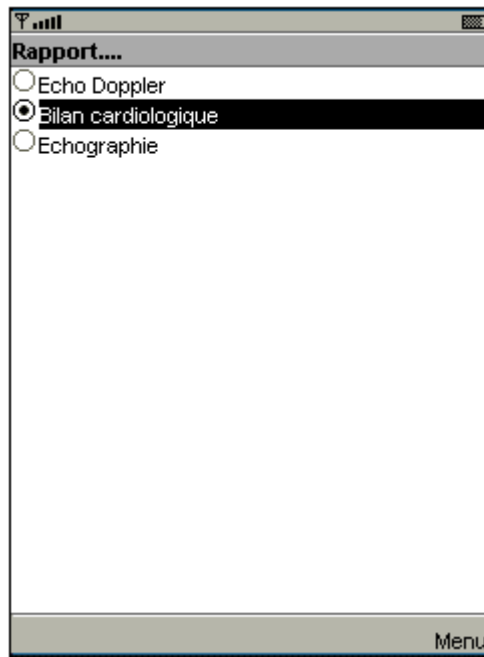 Rapport....
Echo Doppler
Bilan cardiologique
Echographie
Menu